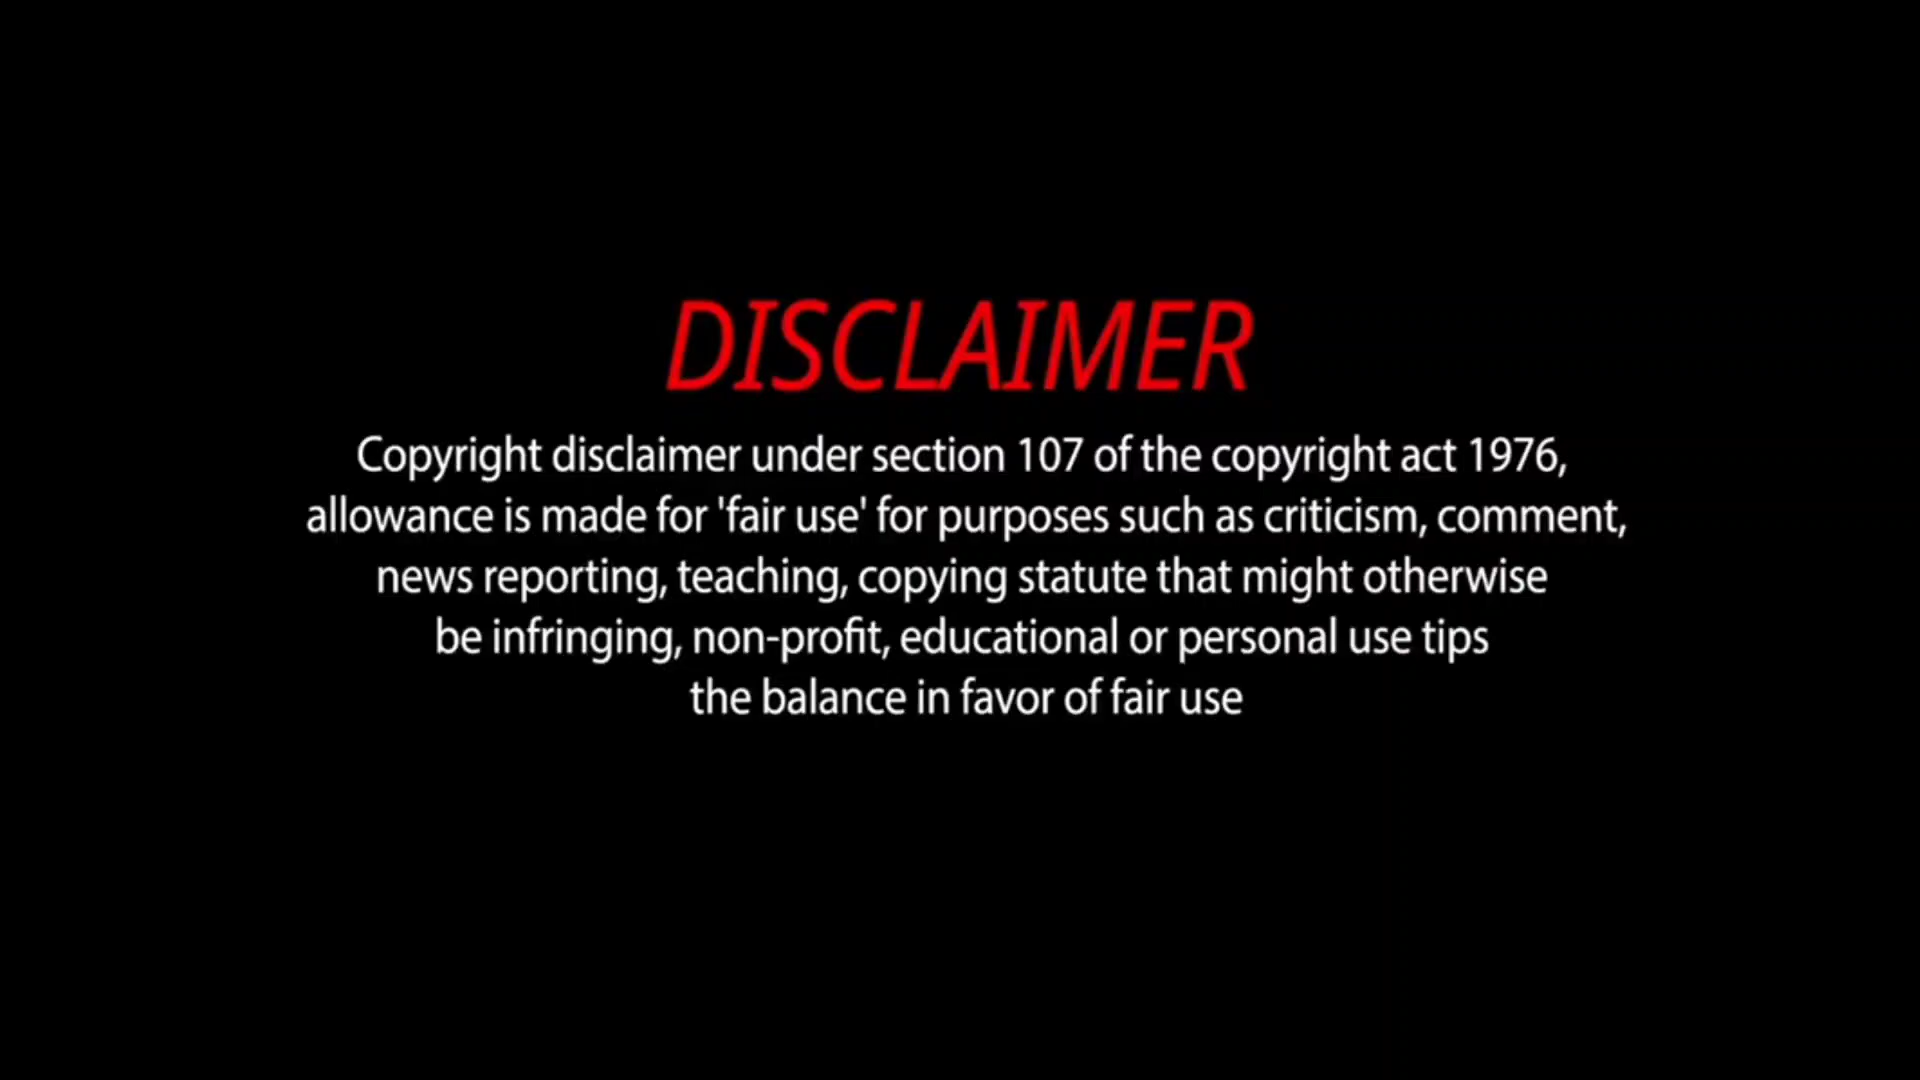 DISCLAIMER
Copyright disclaimer under section 107 of the copyright act 1976,
allowance is made for 'fair use' for purposes such as criticism, comment,
news reporting, teaching, copying statute that might otherwise
be infringing, non-profit, educational or personal use tips
the balance in favor of fair use